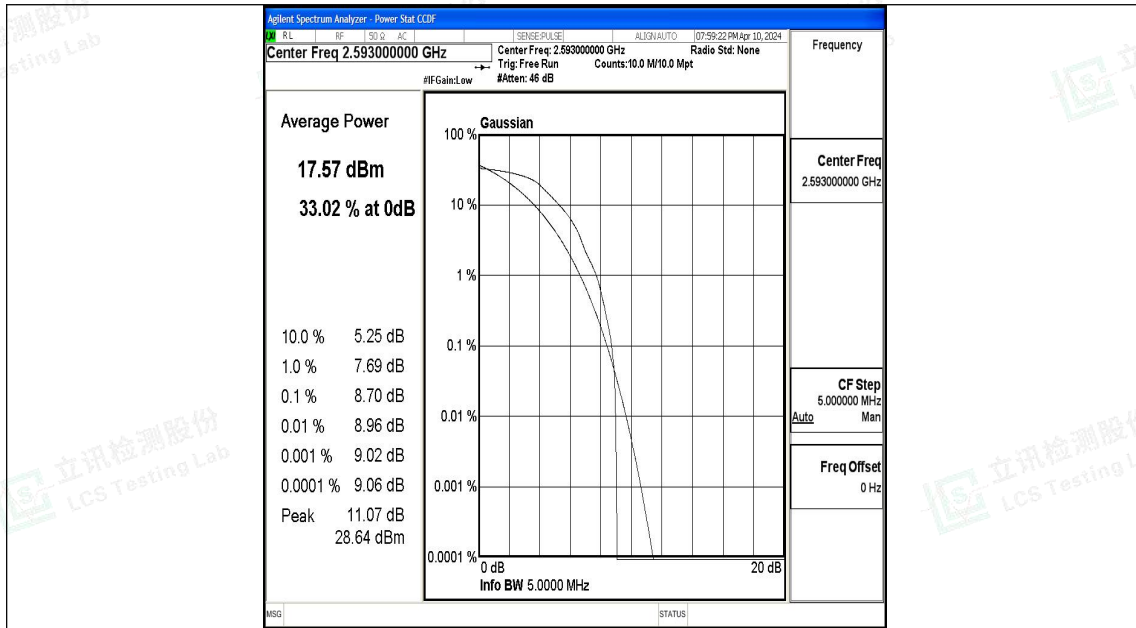 Agilent Spectrum Analyzer - Power Stat CCDF
RL RF 50 Ω AC SENSE:PULSE ALIGN AUTO 07:59:22 PM Apr 10, 2024
Center Freq 2.593000000 GHz
Center Freq: 2.593000000 GHz Radio Std: None
Trig: Free Run Counts:10.0 M/10.0 Mpt
#IFGain:Low #Atten: 46 dB
Frequency
Average Power
17.57 dBm
33.02 % at 0dB
10.0 % 5.25 dB
1.0 % 7.69 dB
0.1 % 8.70 dB
0.01 % 8.96 dB
0.001 % 9.02 dB
0.0001 % 9.06 dB
Peak 11.07 dB
28.64 dBm
Gaussian
100 %
10 %
1 %
0.1 %
0.01 %
0.001 %
0.0001 %
0 dB 20 dB
Info BW 5.0000 MHz
Center Freq
2.593000000 GHz
CF Step
5.000000 MHz
Auto Man
Freq Offset
0 Hz
MSG STATUS
立讯检测股份
LCS Testing Lab